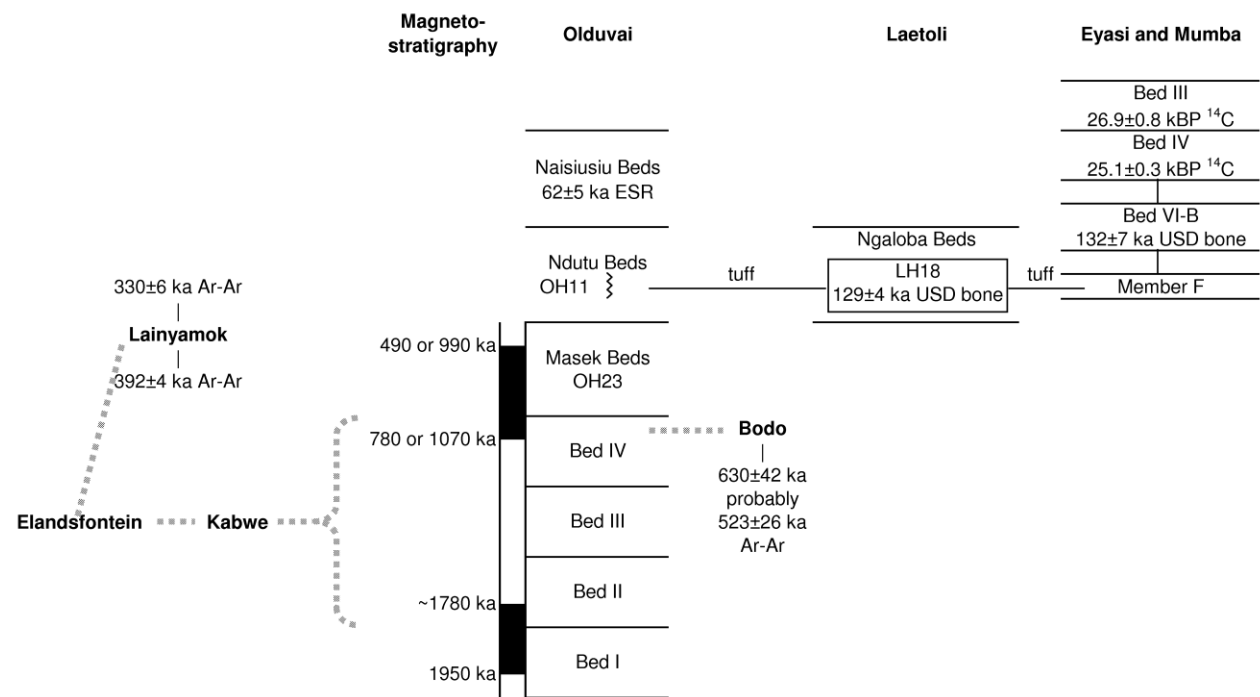 Magneto-
stratigraphy
Olduvai
Laetoli
Eyasi and Mumba
Bed III
26.9±0.8 kBP ¹⁴C
Bed IV
25.1±0.3 kBP ¹⁴C
Bed VI-B
132±7 ka USD bone
Member F
Naisiusiu Beds
62±5 ka ESR
Ndutu Beds
OH11
tuff
Ngaloba Beds
LH18
129±4 ka USD bone
tuff
330±6 ka Ar-Ar
Lainyamok
392±4 ka Ar-Ar
490 or 990 ka
Masek Beds
OH23
780 or 1070 ka
Bed IV
Bodo
630±42 ka
probably
523±26 ka
Ar-Ar
Elandsfontein
Kabwe
Bed III
Bed II
~1780 ka
Bed I
1950 ka